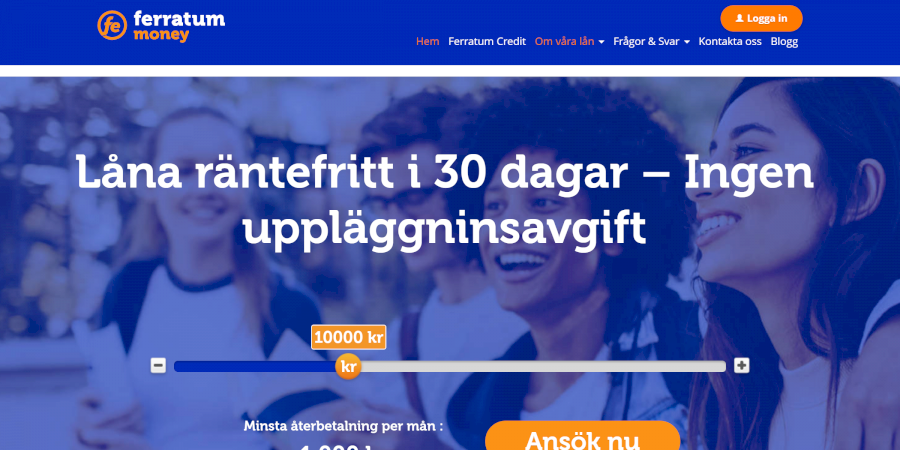 fe ferratum
money
Logga in
Hem Ferratum Credit Om våra lån Frågor & Svar Kontakta oss Blogg
Låna räntefritt i 30 dagar – Ingen
uppläggninsavgift
10000 kr
kr
Minsta återbetalning per mån :
Ansök nu